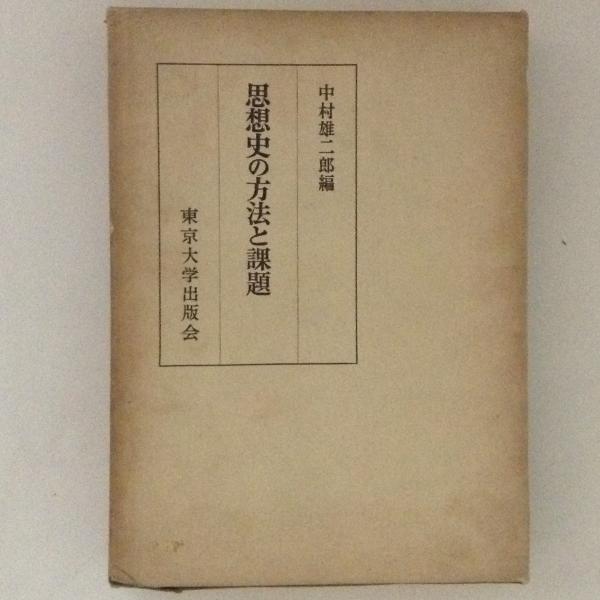 中村雄二郎編
思想史の方法と課題
東京大学出版会